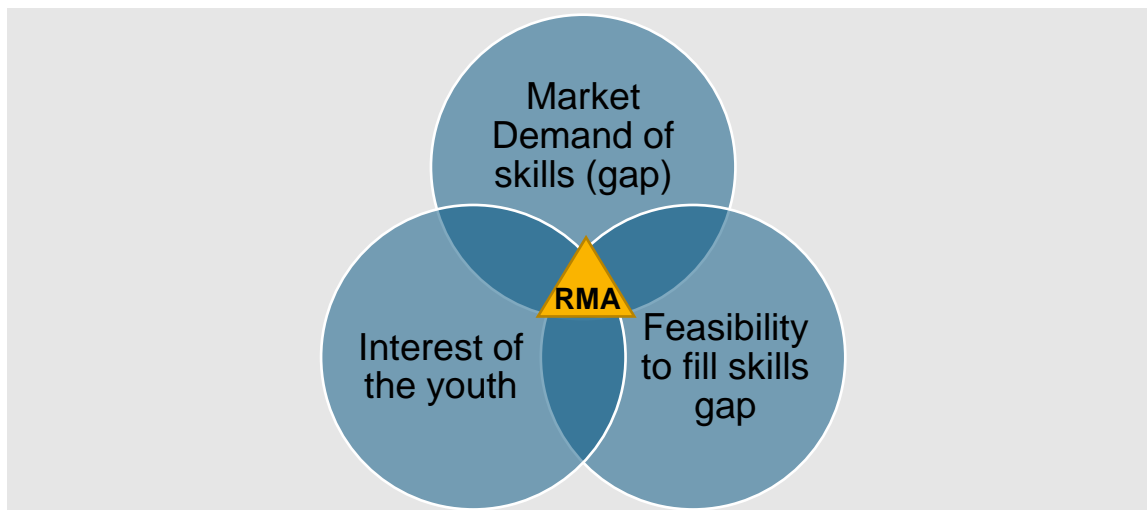 Market
Demand of
skills (gap)
RMA
Interest of
the youth
Feasibility
to fill skills
gap